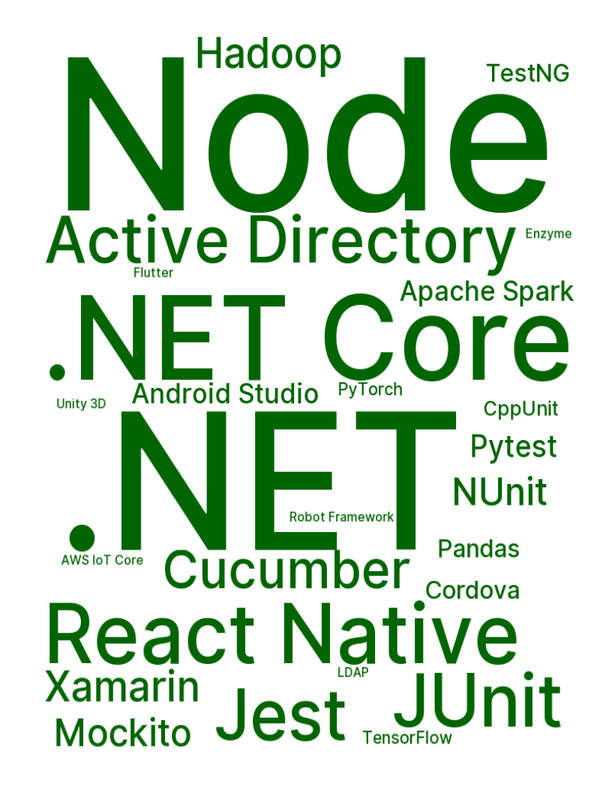 Hadoop
TestNG
Node
Active Directory
Enzyme
Flutter
Apache Spark
.NET Core
Android Studio
PyTorch
Unity 3D
CppUnit
.NET
Pytest
NUnit
Robot Framework
Pandas
AWS IoT Core
Cucumber
Cordova
React Native
LDAP
Xamarin
JUnit
Jest
Mockito
TensorFlow